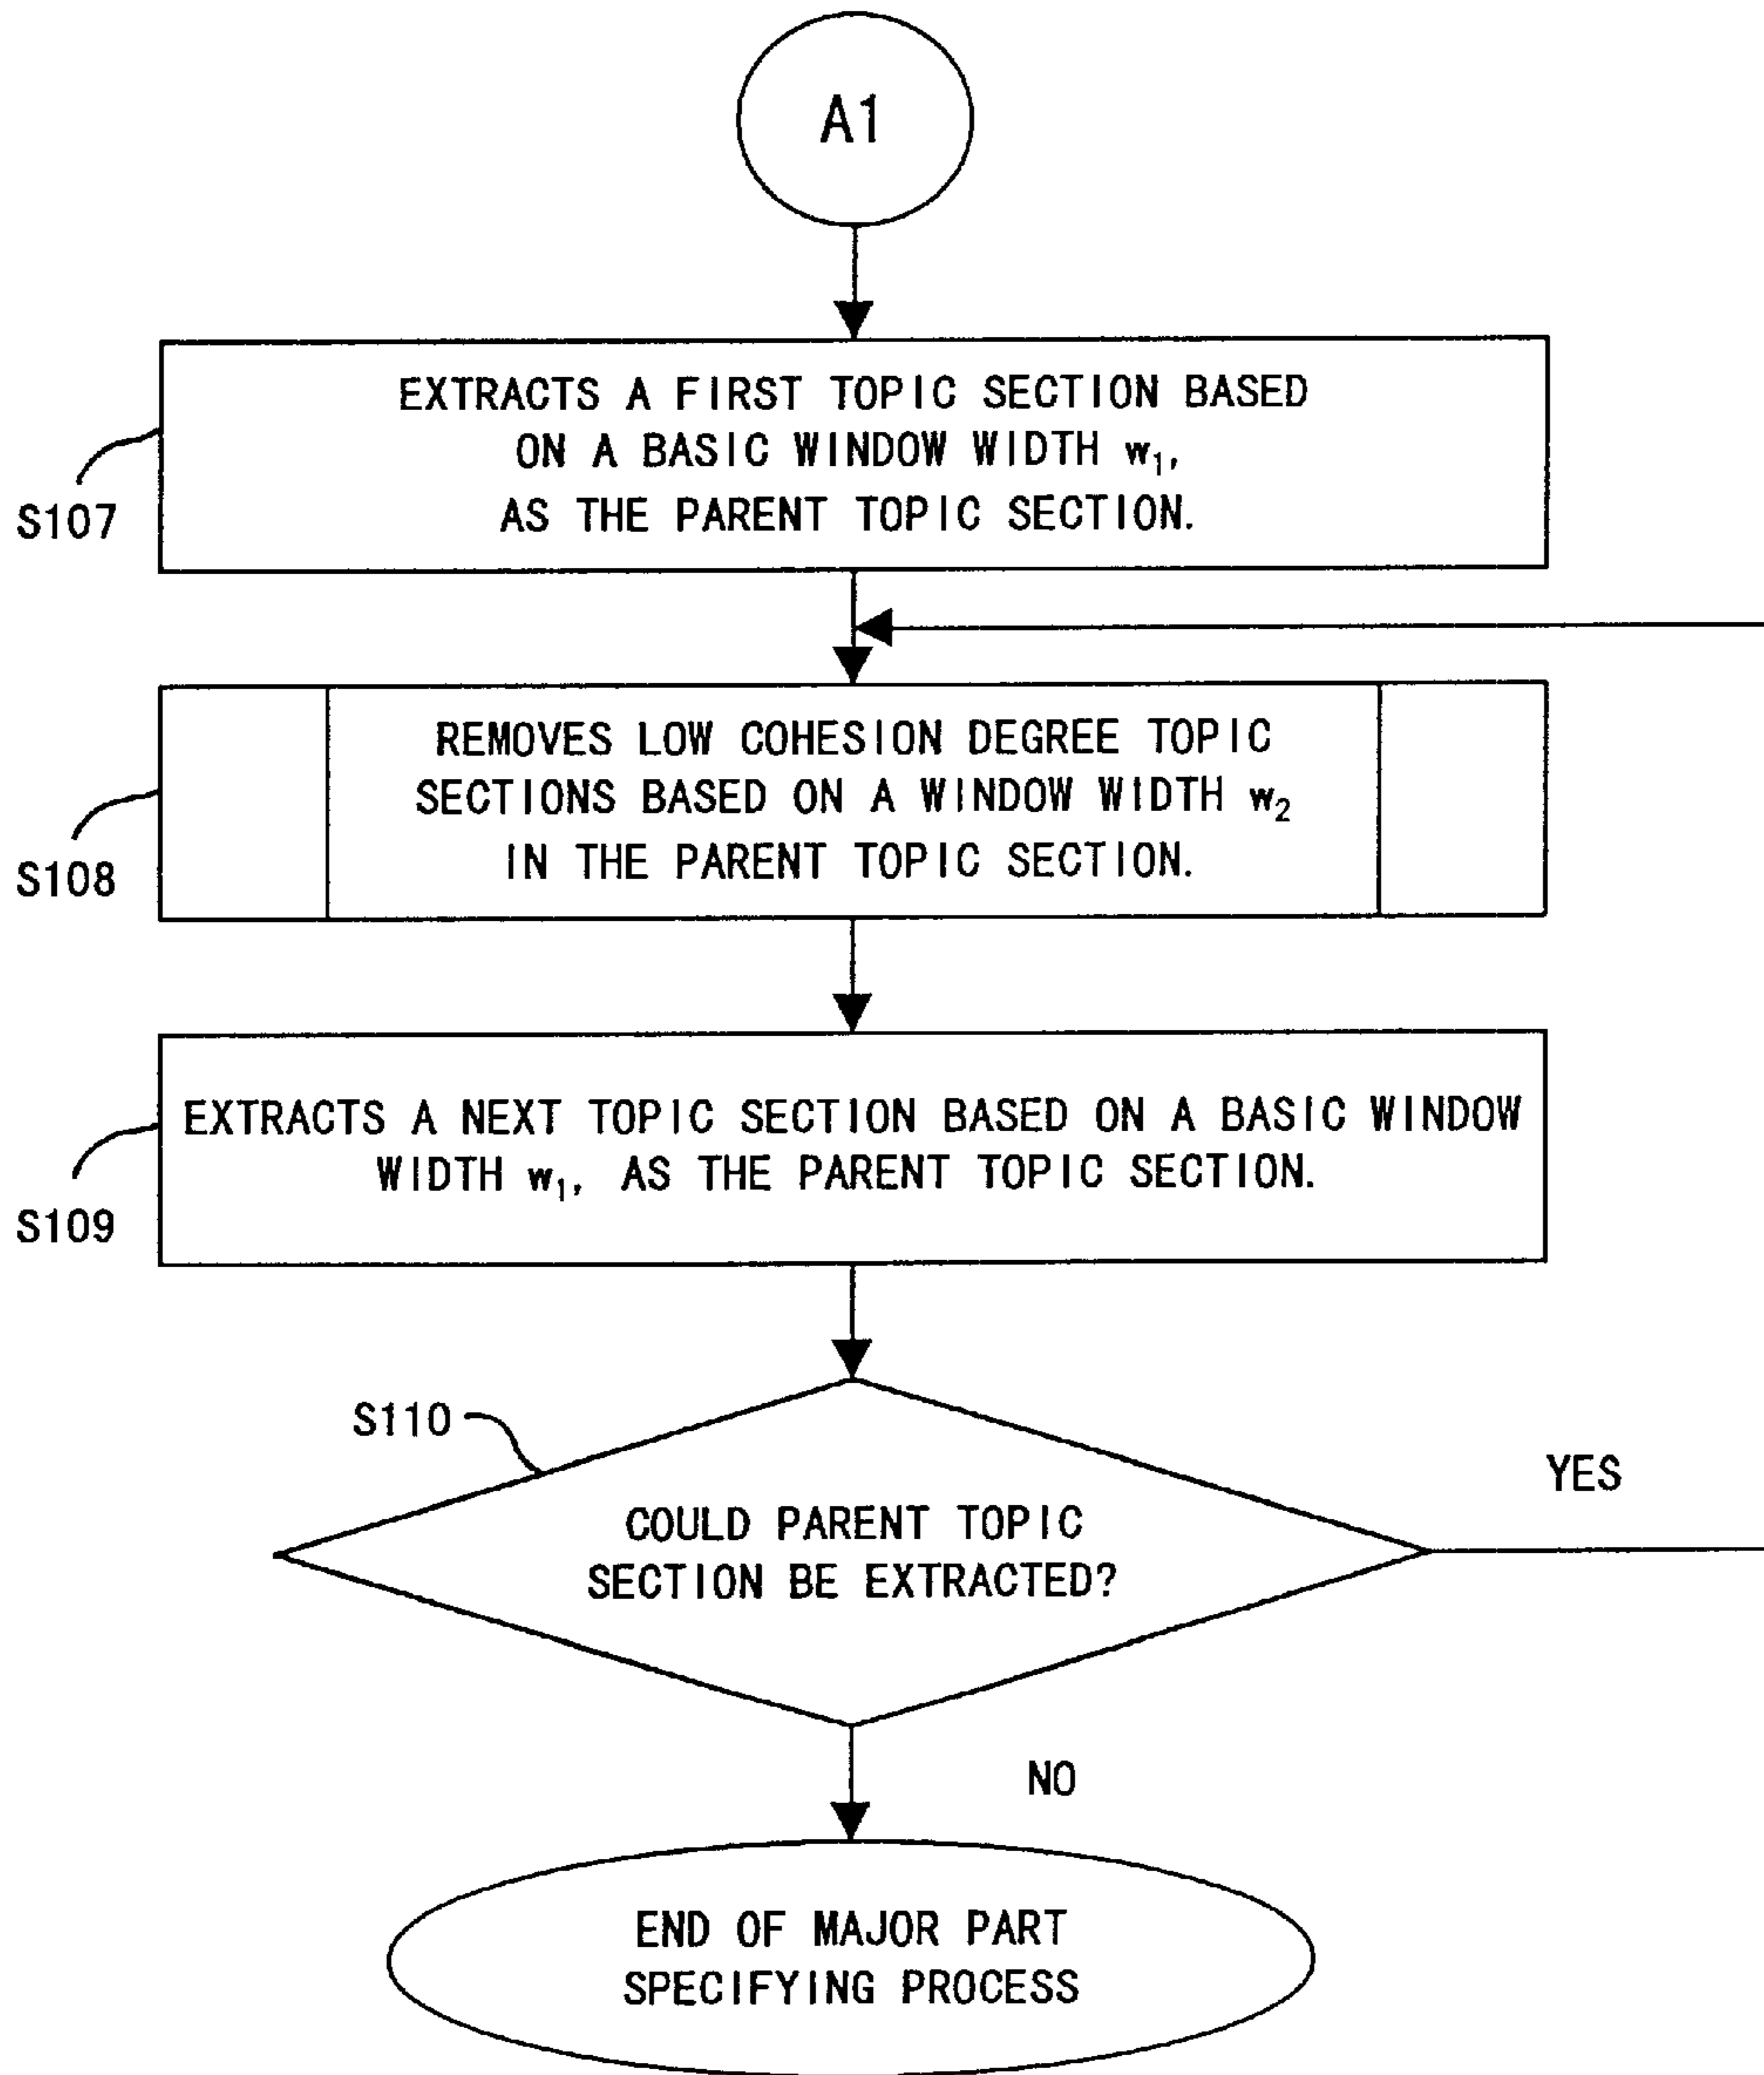 A1
EXTRACTS A FIRST TOPIC SECTION BASED
ON A BASIC WINDOW WIDTH w₁,
AS THE PARENT TOPIC SECTION.
S107
REMOVES LOW COHESION DEGREE TOPIC
SECTIONS BASED ON A WINDOW WIDTH w₂
IN THE PARENT TOPIC SECTION.
S108
EXTRACTS A NEXT TOPIC SECTION BASED ON A BASIC WINDOW
WIDTH w₁, AS THE PARENT TOPIC SECTION.
S109
S110
YES
COULD PARENT TOPIC
SECTION BE EXTRACTED?
NO
END OF MAJOR PART
SPECIFYING PROCESS